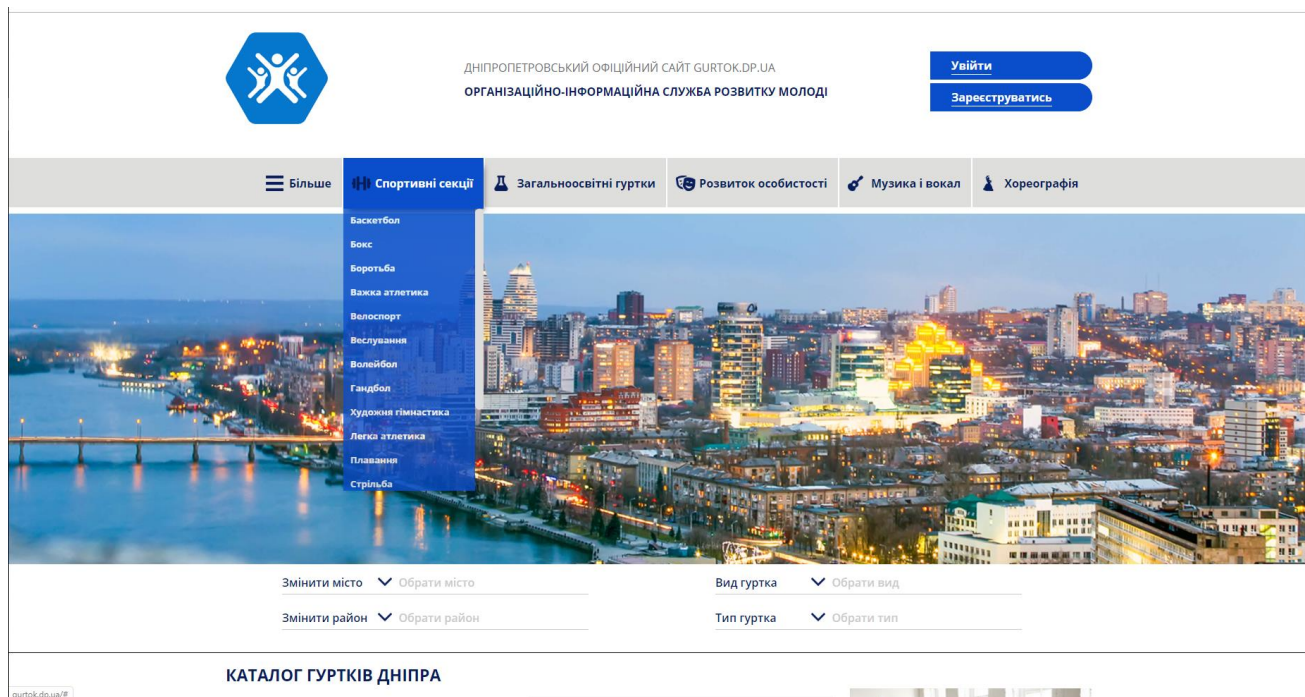 ДНІПРОПЕТРОВСЬКИЙ ОФІЦІЙНИЙ САЙТ GURTOK.DP.UA
ОРГАНІЗАЦІЙНО-ІНФОРМАЦІЙНА СЛУЖБА РОЗВИТКУ МОЛОДІ
Увійти
Зареєструватись
Більше
Спортивні секції
Загальноосвітні гуртки
Розвиток особистості
Музика і вокал
Хореографія
Баскетбол
Бокс
Боротьба
Важка атлетика
Велоспорт
Веслування
Волейбол
Гандбол
Художня гімнастика
Легка атлетика
Плавання
Стрільба
Змінити місто Обрати місто
Вид гуртка Обрати вид
Змінити район Обрати район
Тип гуртка Обрати тип
КАТАЛОГ ГУРТКІВ ДНІПРА
gurtok.dp.ua/#